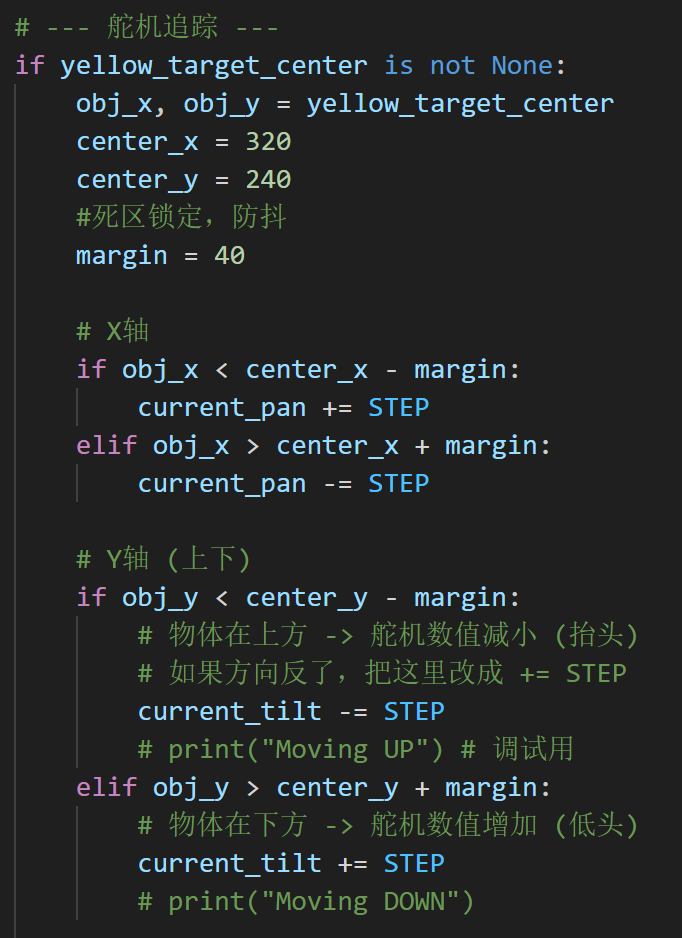 # --- 舵机追踪 ---
if yellow_target_center is not None:
    obj_x, obj_y = yellow_target_center
    center_x = 320
    center_y = 240
    #死区锁定，防抖
    margin = 40
    # X轴
    if obj_x < center_x - margin:
        current_pan += STEP
    elif obj_x > center_x + margin:
        current_pan -= STEP
    # Y轴 (上下)
    if obj_y < center_y - margin:
        # 物体在上方 -> 舵机数值减小 (抬头)
        # 如果方向反了，把这里改成 += STEP
        current_tilt -= STEP
        # print("Moving UP") # 调试用
    elif obj_y > center_y + margin:
        # 物体在下方 -> 舵机数值增加 (低头)
        current_tilt += STEP
        # print("Moving DOWN")